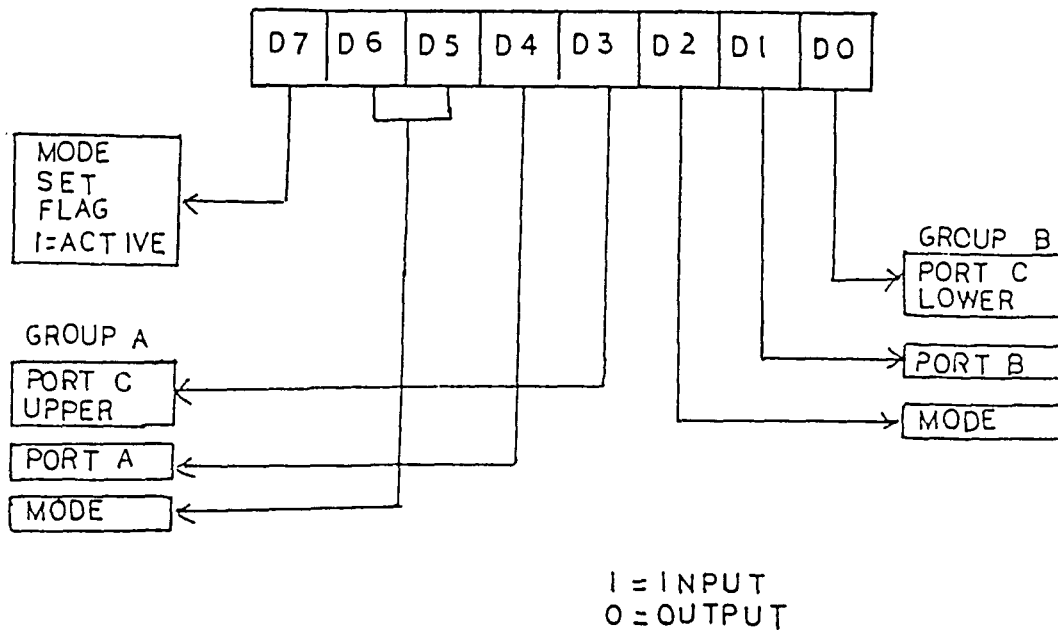 D7 D6 D5 D4 D3 D2 D1 D0
MODE
SET
FLAG
1=ACTIVE
GROUP A
PORT C
UPPER
PORT A
MODE
GROUP B
PORT C
LOWER
PORT B
MODE
1 = INPUT
0 = OUTPUT